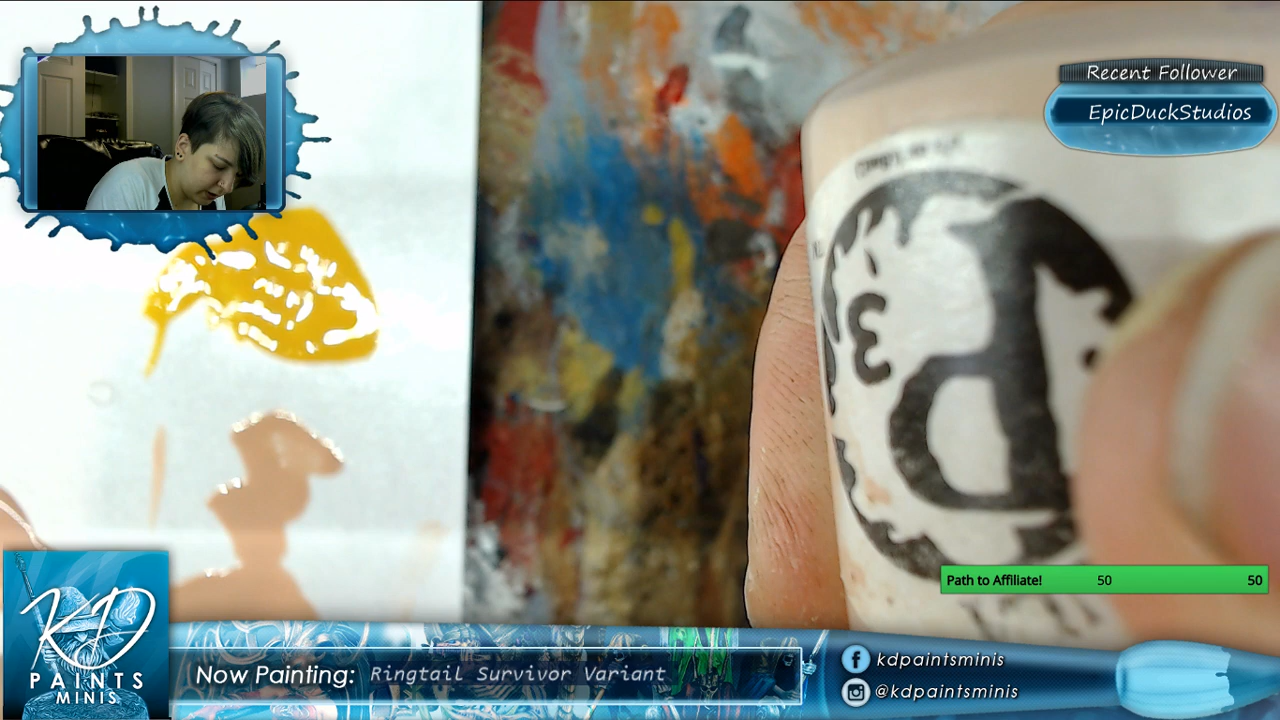 Recent Follower
EpicDuckStudios
Path to Affiliate! 50 50
KD
PAINTS
MINIS
Now Painting: Ringtail Survivor Variant
kdpaintsminis
@kdpaintsminis